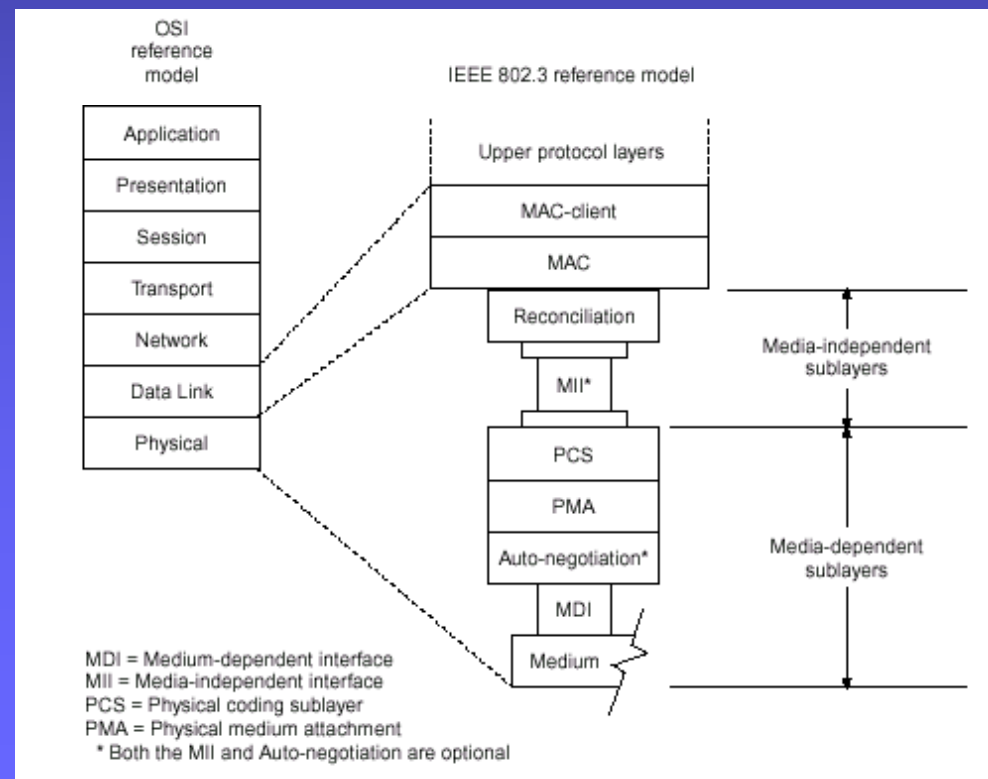 OSI
reference
model
IEEE 802.3 reference model
Application
Presentation
Session
Transport
Network
Data Link
Physical
Upper protocol layers
MAC-client
MAC
Reconciliation
MII*
PCS
PMA
Auto-negotiation*
MDI
Medium
Media-independent
sublayers
Media-dependent
sublayers
MDI = Medium-dependent interface
MII = Media-independent interface
PCS = Physical coding sublayer
PMA = Physical medium attachment
* Both the MII and Auto-negotiation are optional